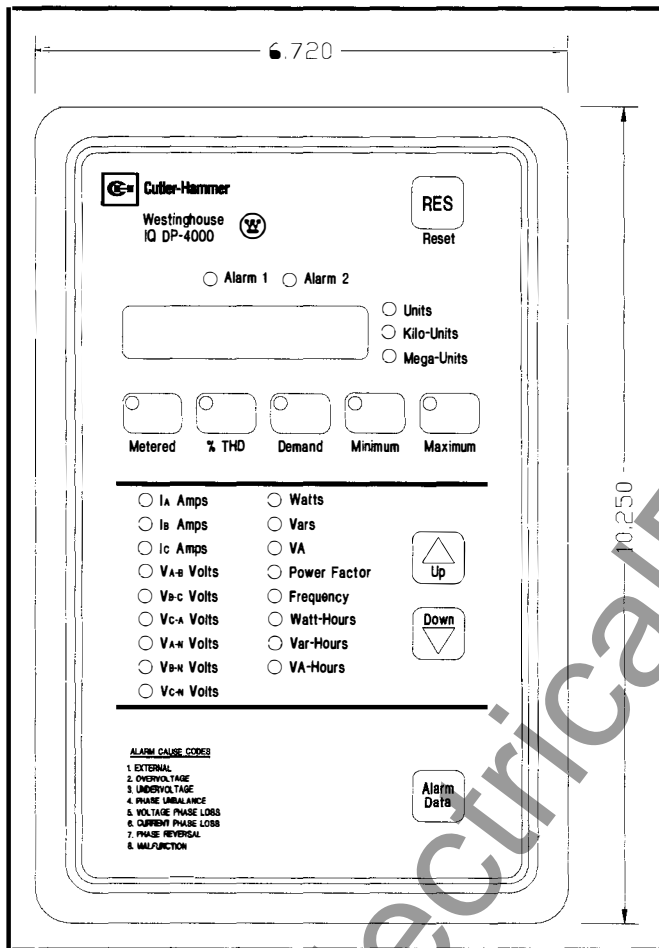 6.720
Cutler-Hammer
Westinghouse
IQ DP-4000
RES
Reset
Alarm 1 Alarm 2
Units
Kilo-Units
Mega-Units
Metered % THD Demand Minimum Maximum
IA Amps
IB Amps
IC Amps
VA-B Volts
VB-C Volts
VC-A Volts
VA-N Volts
VB-N Volts
VC-N Volts
Watts
Vars
VA
Power Factor
Frequency
Watt-Hours
Var-Hours
VA-Hours
Up
Down
10.250
ALARM CAUSE CODES
1. EXTERNAL
2. OVERVOLTAGE
3. UNDERVOLTAGE
4. PHASE UNBALANCE
5. VOLTAGE PHASE LOSS
6. CURRENT PHASE LOSS
7. PHASE REVERSAL
8. MALFUNCTION
Alarm
Data